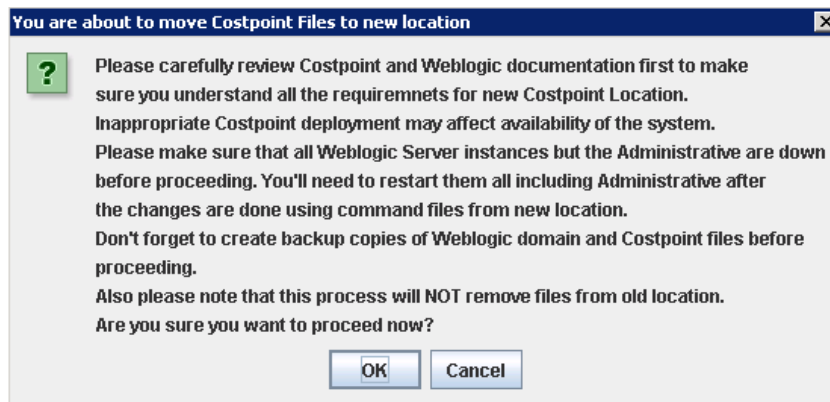 You are about to move Costpoint Files to new location
Please carefully review Costpoint and Weblogic documentation first to make
sure you understand all the requiremnets for new Costpoint Location.
Inappropriate Costpoint deployment may affect availability of the system.
Please make sure that all Weblogic Server instances but the Administrative are down
before proceeding. You'll need to restart them all including Administrative after
the changes are done using command files from new location.
Don't forget to create backup copies of Weblogic domain and Costpoint files before
proceeding.
Also please note that this process will NOT remove files from old location.
Are you sure you want to proceed now?
OK Cancel